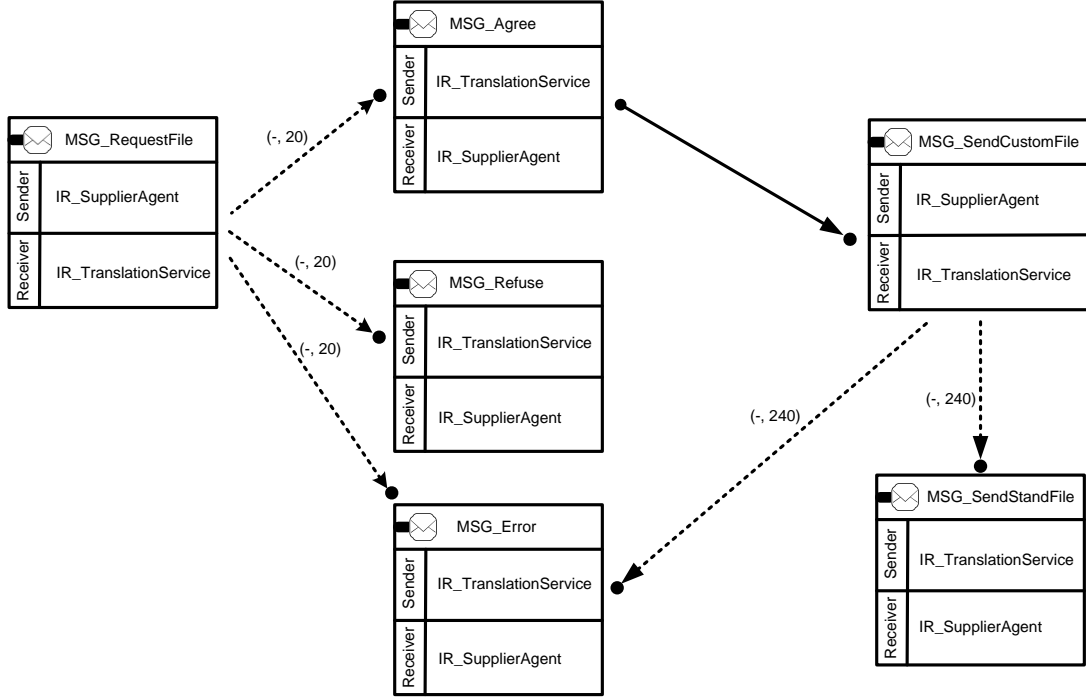 MSG_Agree
Sender
IR_TranslationService
Receiver
IR_SupplierAgent
MSG_RequestFile
Sender
IR_SupplierAgent
Receiver
IR_TranslationService
(-, 20)
(-, 20)
(-, 20)
MSG_Refuse
Sender
IR_TranslationService
Receiver
IR_SupplierAgent
MSG_Error
Sender
IR_TranslationService
Receiver
IR_SupplierAgent
MSG_SendCustomFile
Sender
IR_SupplierAgent
Receiver
IR_TranslationService
(-, 240)
(-, 240)
MSG_SendStandFile
Sender
IR_TranslationService
Receiver
IR_SupplierAgent